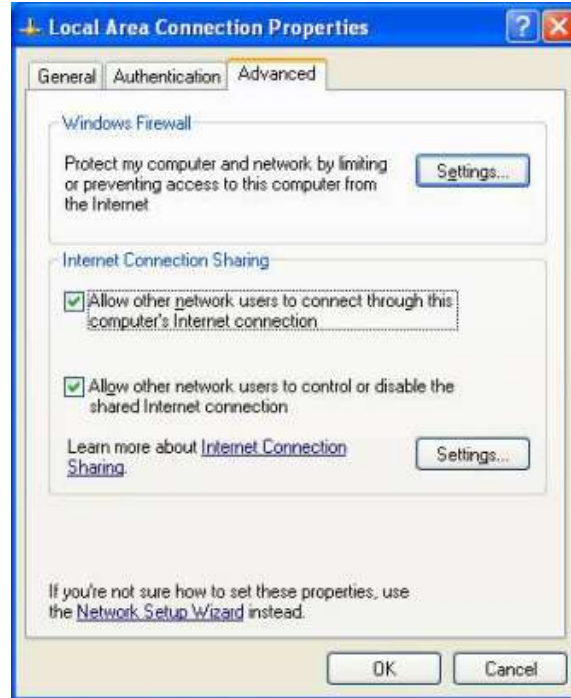 Local Area Connection Properties
General Authentication Advanced
Windows Firewall
Protect my computer and network by limiting
or preventing access to this computer from
the Internet
Settings...
Internet Connection Sharing
Allow other network users to connect through this
computer's Internet connection
Allow other network users to control or disable the
shared Internet connection
Learn more about Internet Connection
Sharing.
Settings...
If you're not sure how to set these properties, use
the Network Setup Wizard instead.
OK Cancel